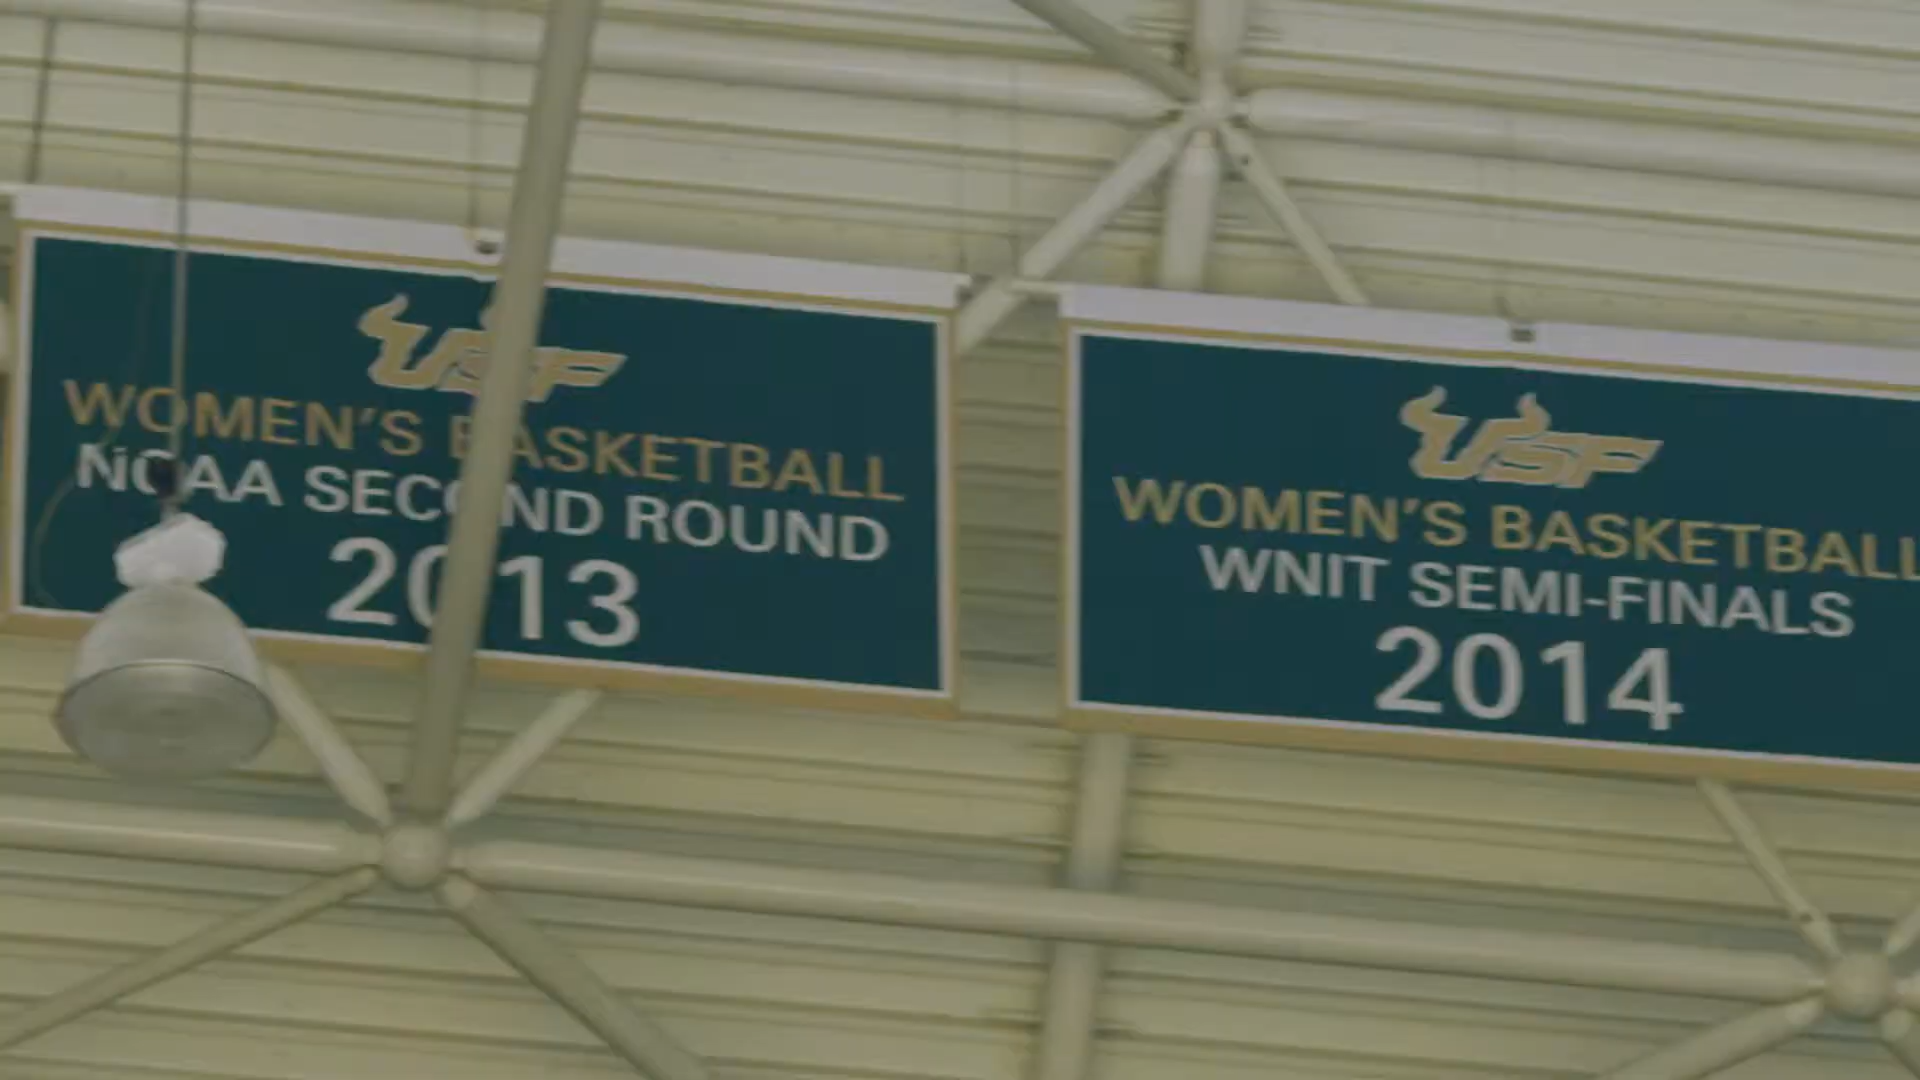 USF
WOMEN'S BASKETBALL
NCAA SECOND ROUND
2013
USF
WOMEN'S BASKETBALL
WNIT SEMI-FINALS
2014